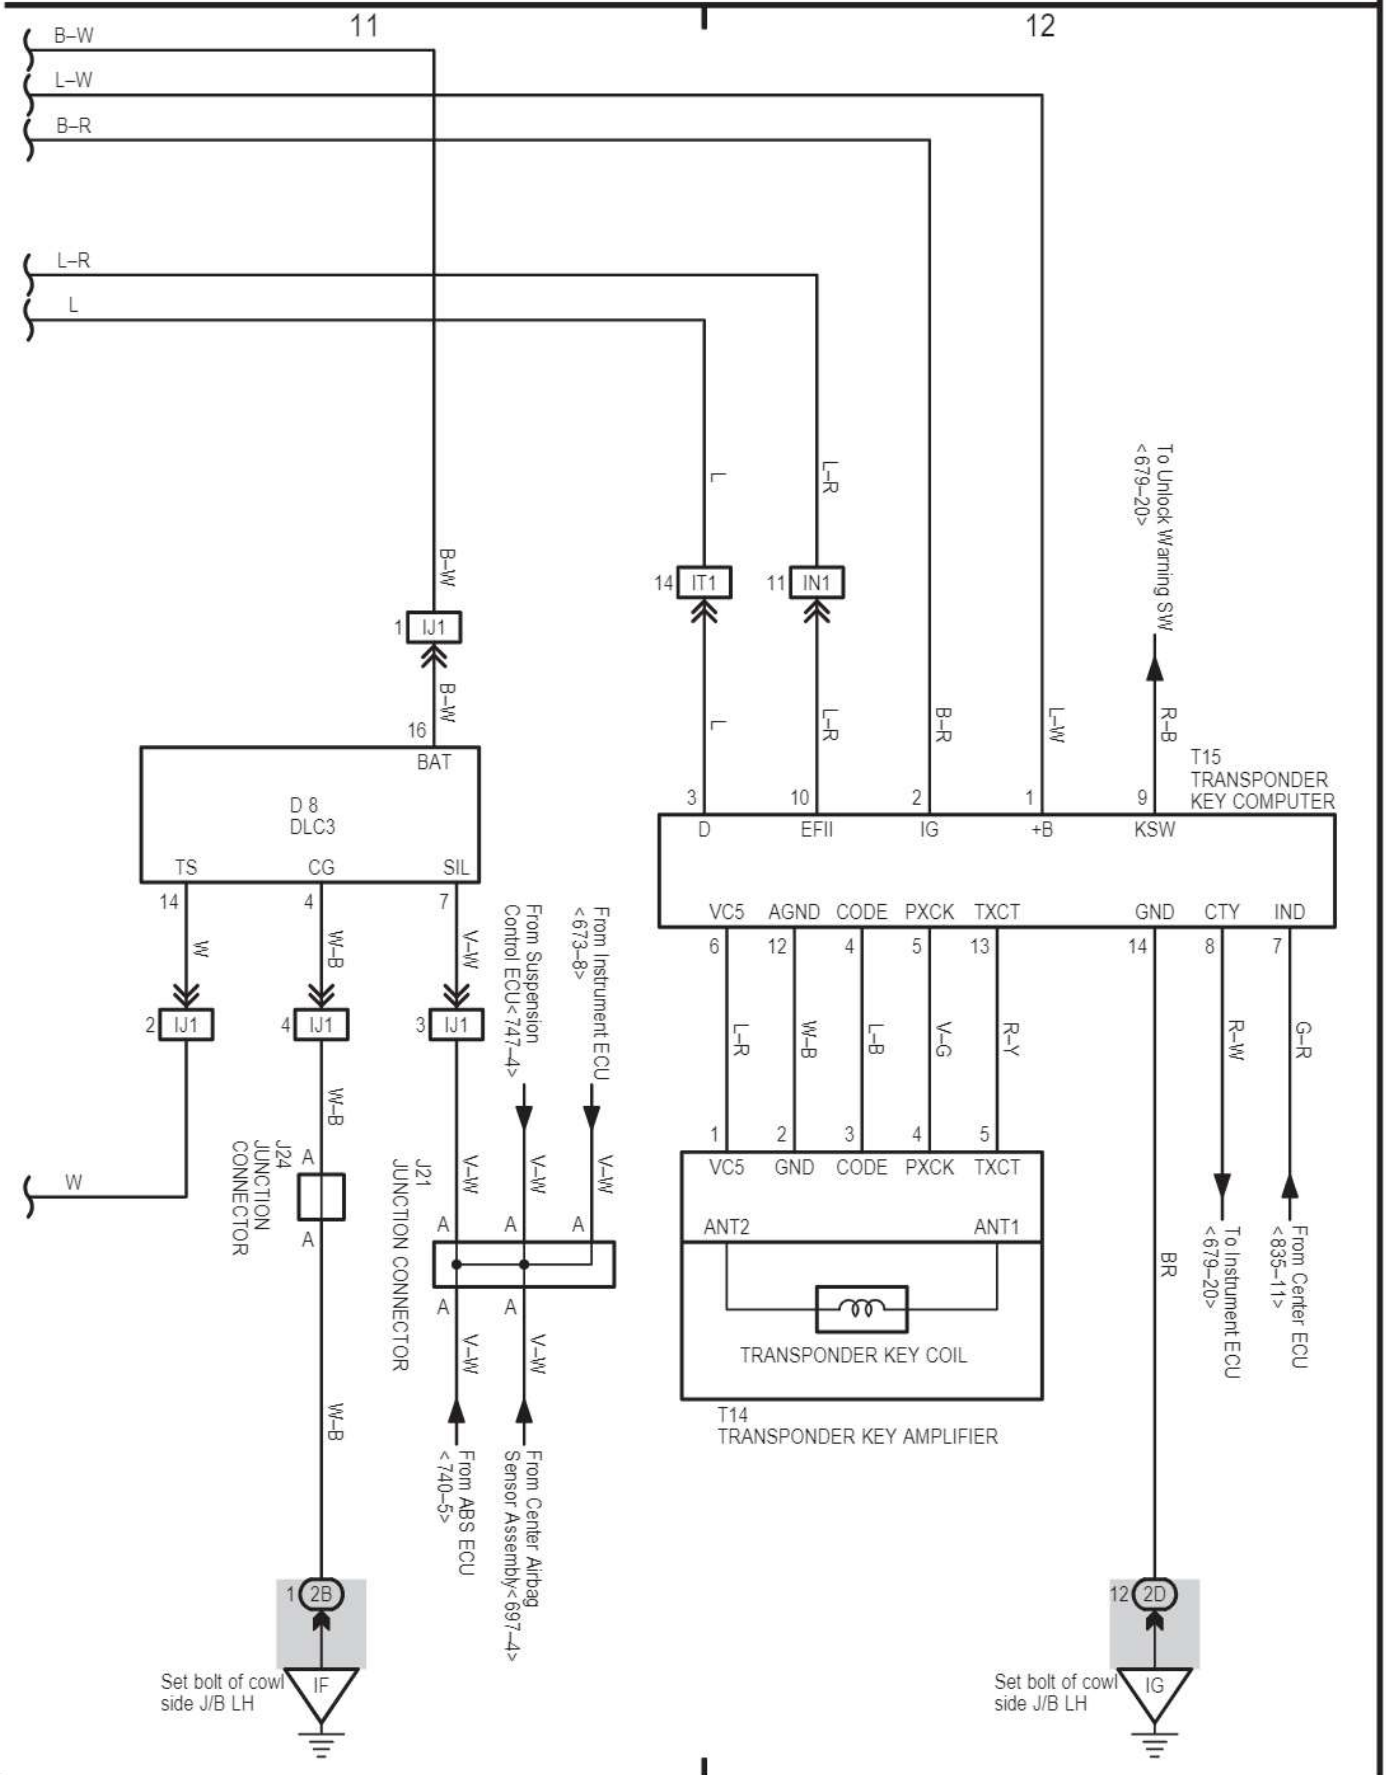 11
12
B–W
L–W
B–R
L–R
L
To Unlock Warning SW
<679–20>
L
L–R
B–W
14
IT1
11
IN1
1
IJ1
B–W
L
L–R
B–R
L–W
R–B
16
BAT
T15
TRANSPONDER
KEY COMPUTER
3
10
2
1
9
D 8
DLC3
D
EFII
IG
+B
KSW
TS
CG
SIL
14
4
7
VC5
AGND
CODE
PXCK
TXCT
GND
CTY
IND
6
12
4
5
13
14
8
7
W
W–B
V–W
From Suspension
Control ECU<747–4>
From Instrument ECU
<673–8>
2
IJ1
4
IJ1
3
IJ1
L–R
W–B
L–B
V–G
R–Y
R–W
G–R
W–B
1
2
3
4
5
J24
JUNCTION
CONNECTOR
A
A
J21
JUNCTION CONNECTOR
V–W
V–W
V–W
VC5
GND
CODE
PXCK
TXCT
W
A
A
A
ANT2
ANT1
BR
To Instrument ECU
<679–20>
From Center ECU
<835–11>
A
A
V–W
V–W
TRANSPONDER KEY COIL
W–B
T14
TRANSPONDER KEY AMPLIFIER
From ABS ECU
<740–5>
From Center Airbag
Sensor Assembly<697–4>
1
2B
12
2D
Set bolt of cowl
side J/B LH
IF
Set bolt of cowl
side J/B LH
IG